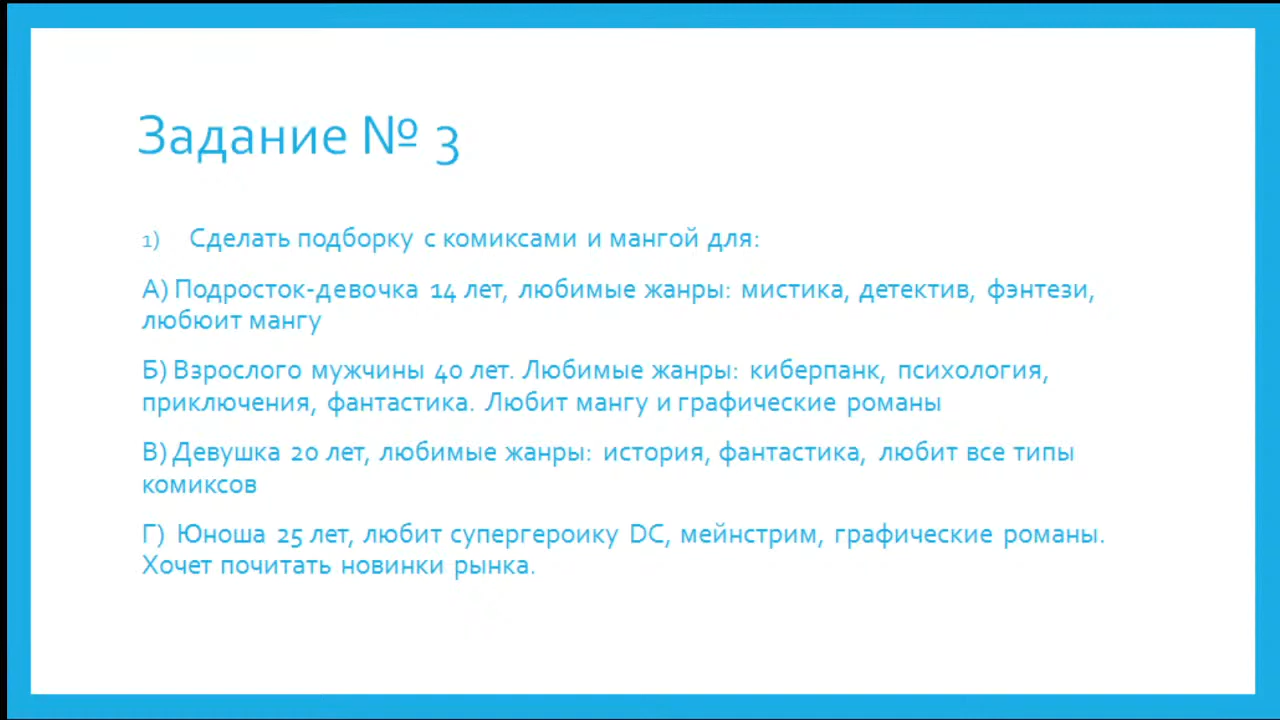 Задание № 3
1) Сделать подборку с комиксами и мангой для:
А) Подросток-девочка 14 лет, любимые жанры: мистика, детектив, фэнтези,
любюит мангу
Б) Взрослого мужчины 40 лет. Любимые жанры: киберпанк, психология,
приключения, фантастика. Любит мангу и графические романы
В) Девушка 20 лет, любимые жанры: история, фантастика, любит все типы
комиксов
Г) Юноша 25 лет, любит супергероику DC, мейнстрим, графические романы.
Хочет почитать новинки рынка.